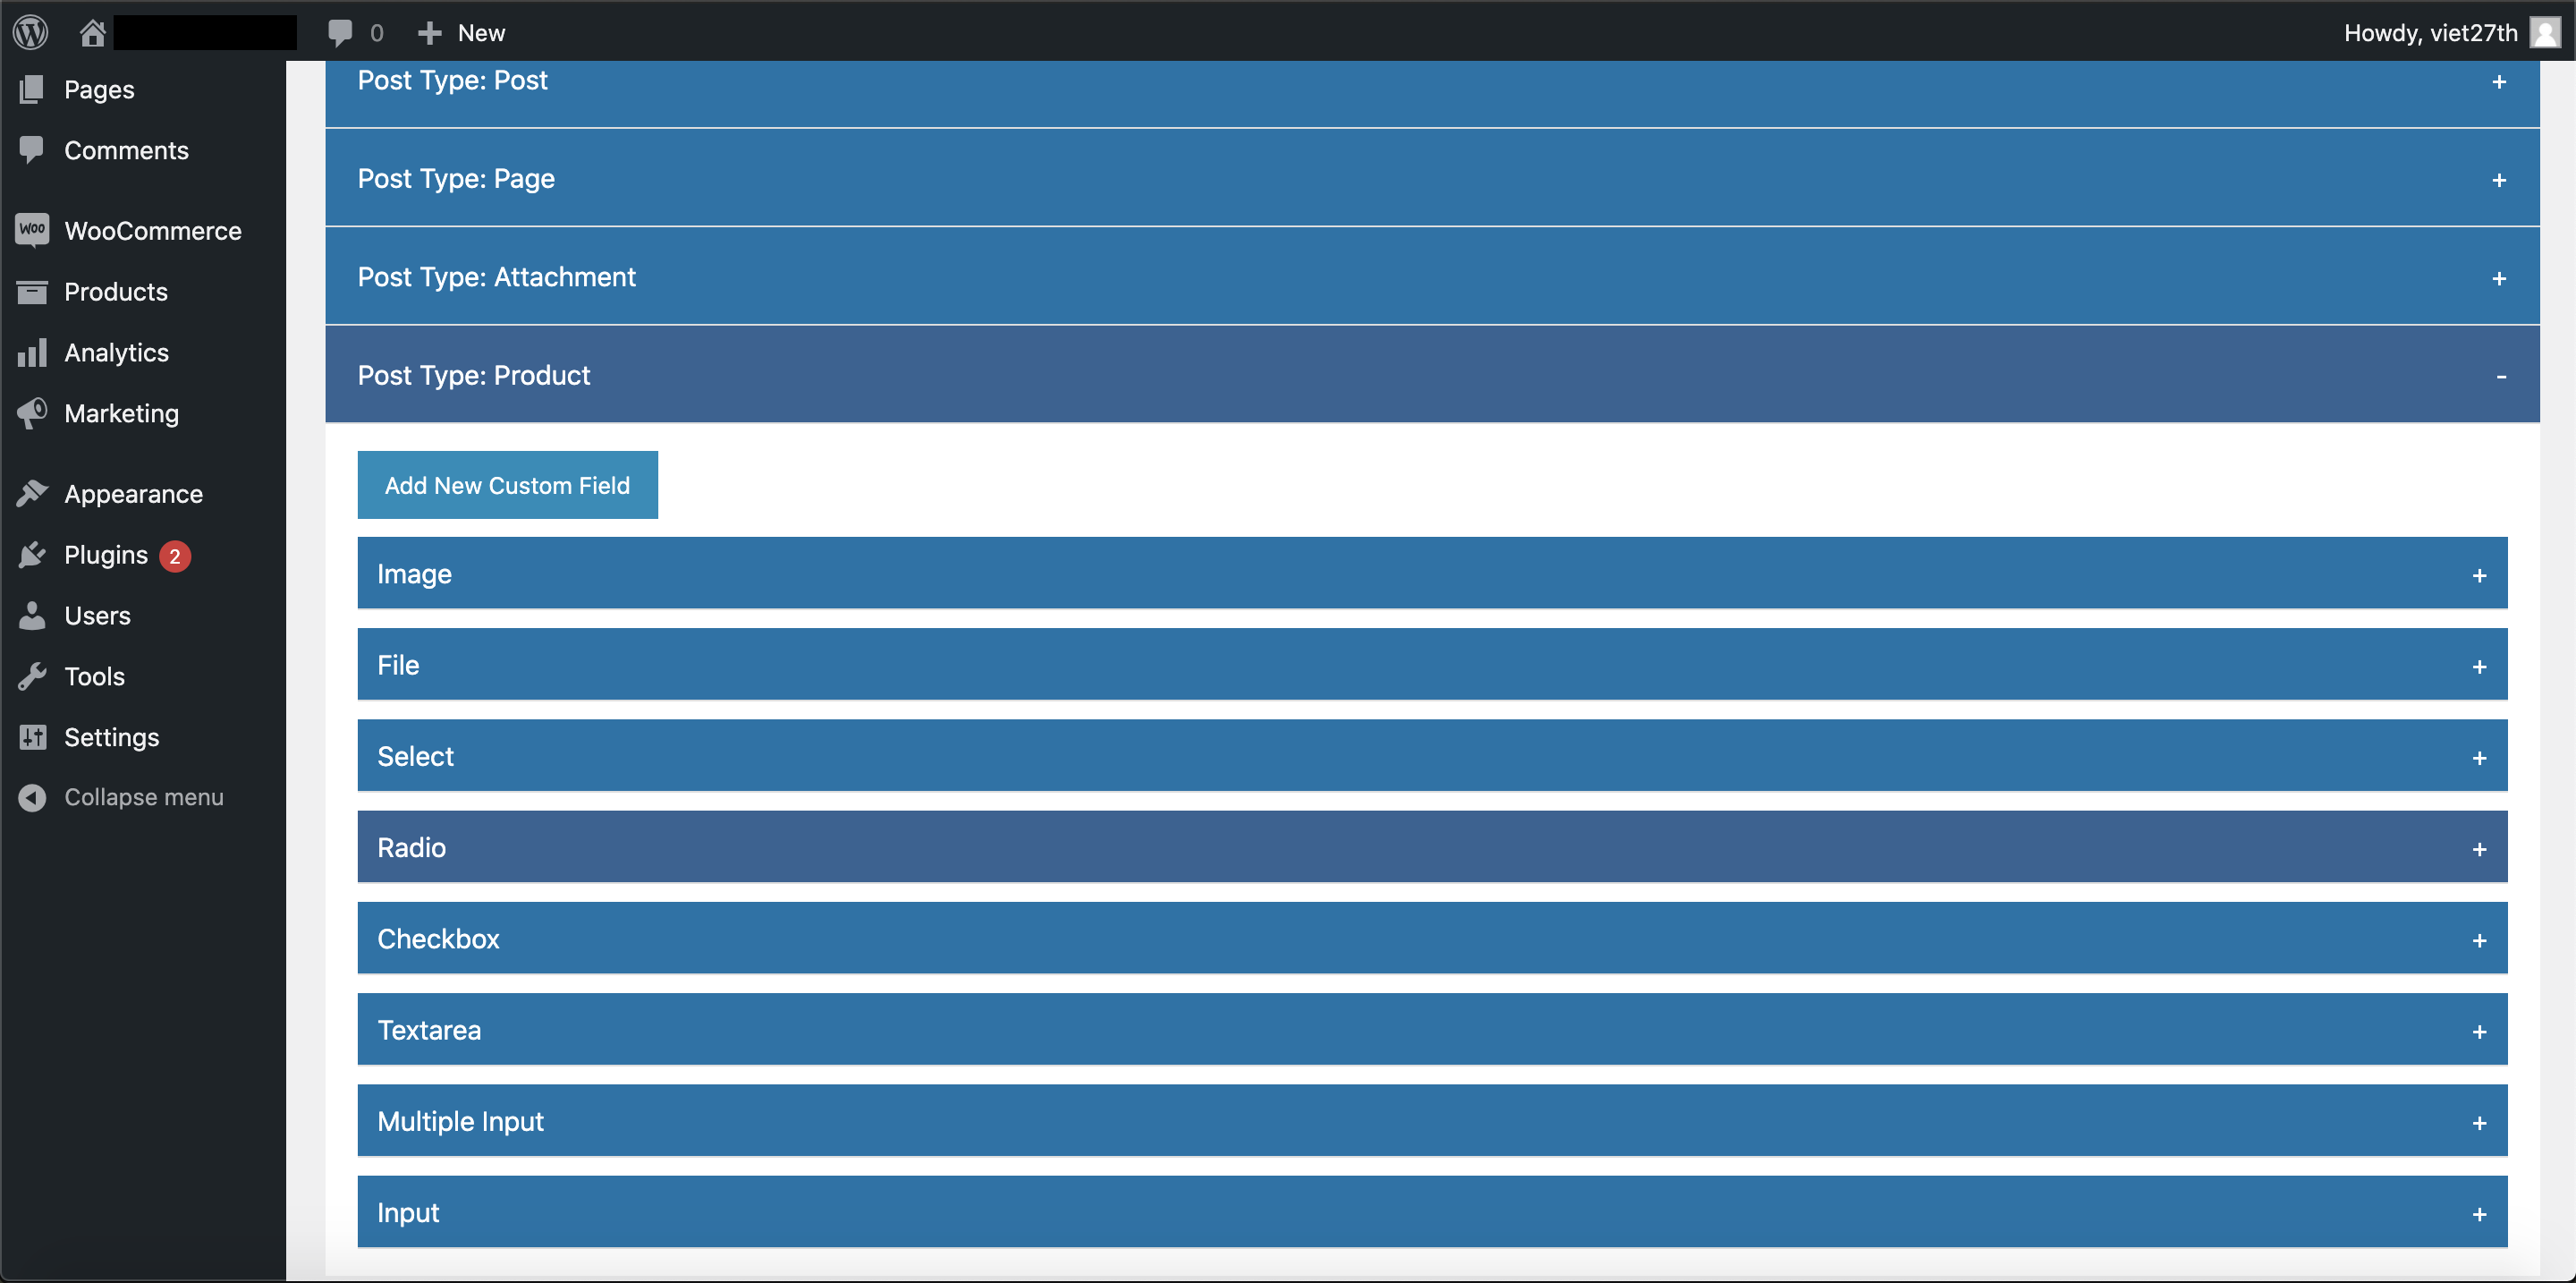 0
New
Howdy, viet27th
Pages
Comments
Woo WooCommerce
Products
Analytics
Marketing
Appearance
Plugins 2
Users
Tools
Settings
Collapse menu
Post Type: Post +
Post Type: Page +
Post Type: Attachment +
Post Type: Product -
Add New Custom Field
Image +
File +
Select +
Radio +
Checkbox +
Textarea +
Multiple Input +
Input +